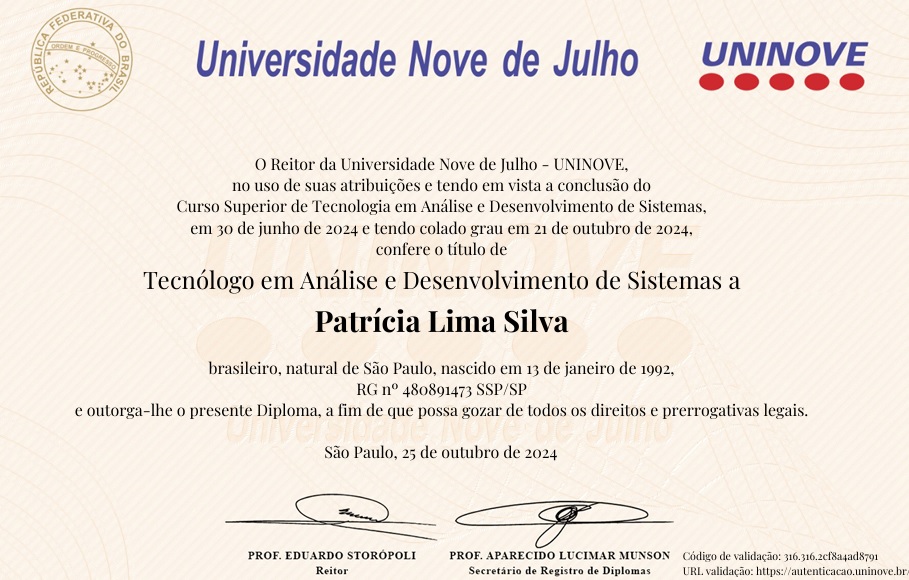 REPÚBLICA FEDERATIVA DO BRASIL
ORDEM E PROGRESSO
Universidade Nove de Julho
UNINOVE
O Reitor da Universidade Nove de Julho - UNINOVE,
no uso de suas atribuições e tendo em vista a conclusão do
Curso Superior de Tecnologia em Análise e Desenvolvimento de Sistemas,
em 30 de junho de 2024 e tendo colado grau em 21 de outubro de 2024,
confere o título de
Tecnólogo em Análise e Desenvolvimento de Sistemas a
Patrícia Lima Silva
brasileiro, natural de São Paulo, nascido em 13 de janeiro de 1992,
RG nº 480891473 SSP/SP
e outorga-lhe o presente Diploma, a fim de que possa gozar de todos os direitos e prerrogativas legais.
UNINOVE
Universidade Nove de Julho
São Paulo, 25 de outubro de 2024
PROF. EDUARDO STORÓPOLI
Reitor
PROF. APARECIDO LUCIMAR MUNSON
Secretário de Registro de Diplomas
Código de validação: 316.316.2cf8a4ad8791
URL validação: https://autenticacao.uninove.br/